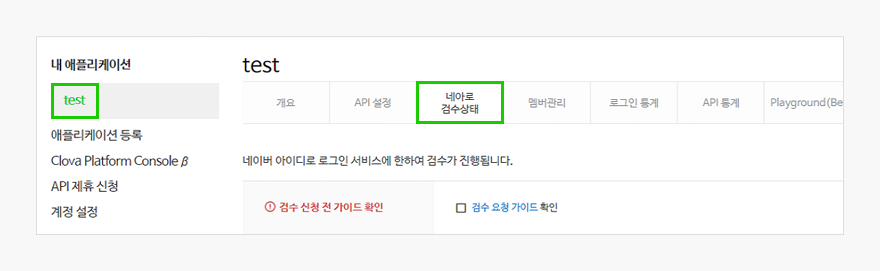 내 애플리케이션
test
애플리케이션 등록
Clova Platform Console β
API 제휴 신청
계정 설정
test
개요
API 설정
네아로
검수상태
멤버관리
로그인 통계
API 통계
Playground (Be
네이버 아이디로 로그인 서비스에 한하여 검수가 진행됩니다.
검수 신청 전 가이드 확인
검수 요청 가이드 확인